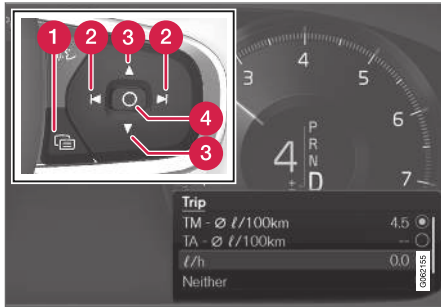 1
2
3
2
4
3
3
4
5
6
7
4
P
R
N
± D
Trip
TM - Ø ℓ/100km 4.5
TA - Ø ℓ/100km --
ℓ/h 0.0
Neither
G062155